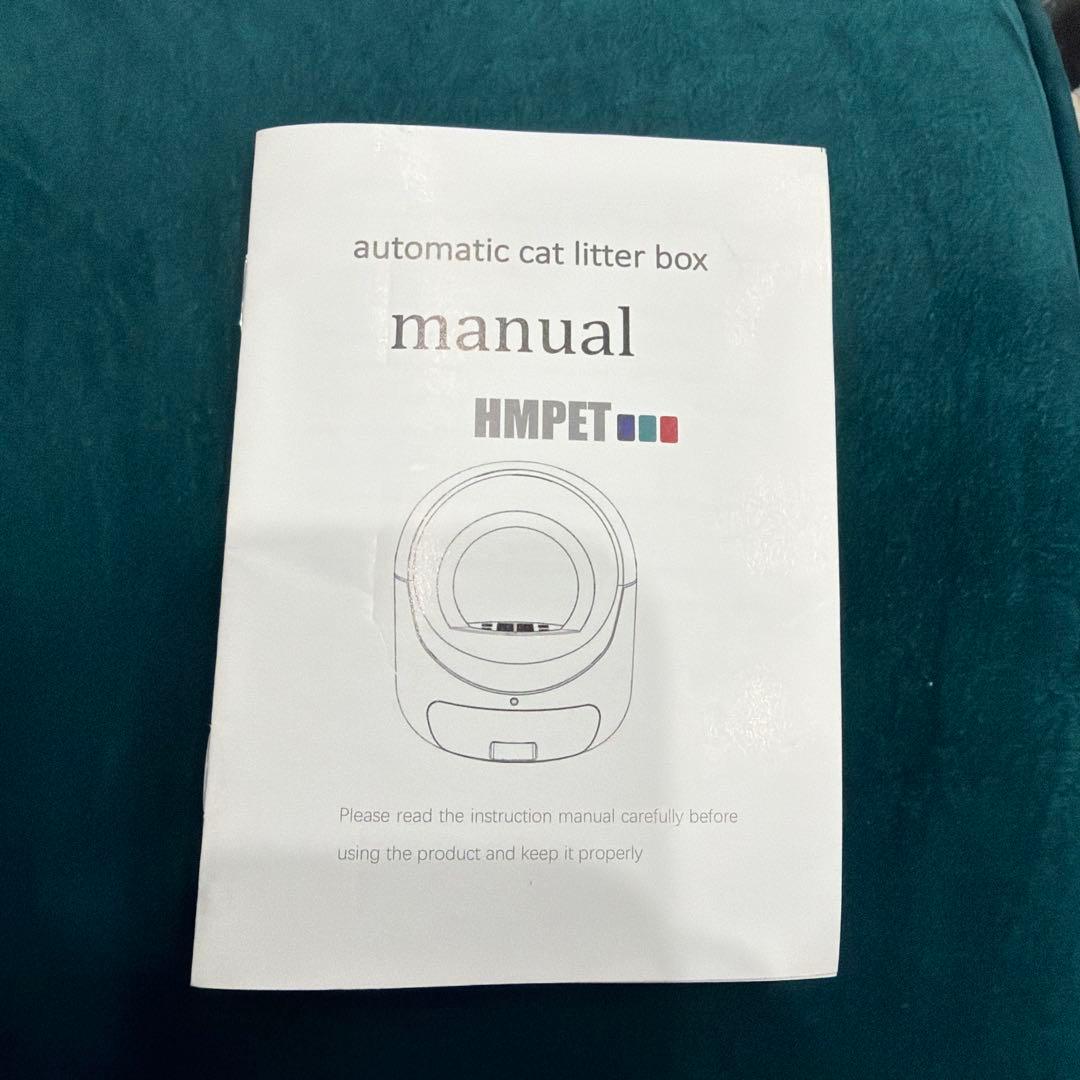 automatic cat litter box
manual
HMPET
Please read the instruction manual carefully before
using the product and keep it properly